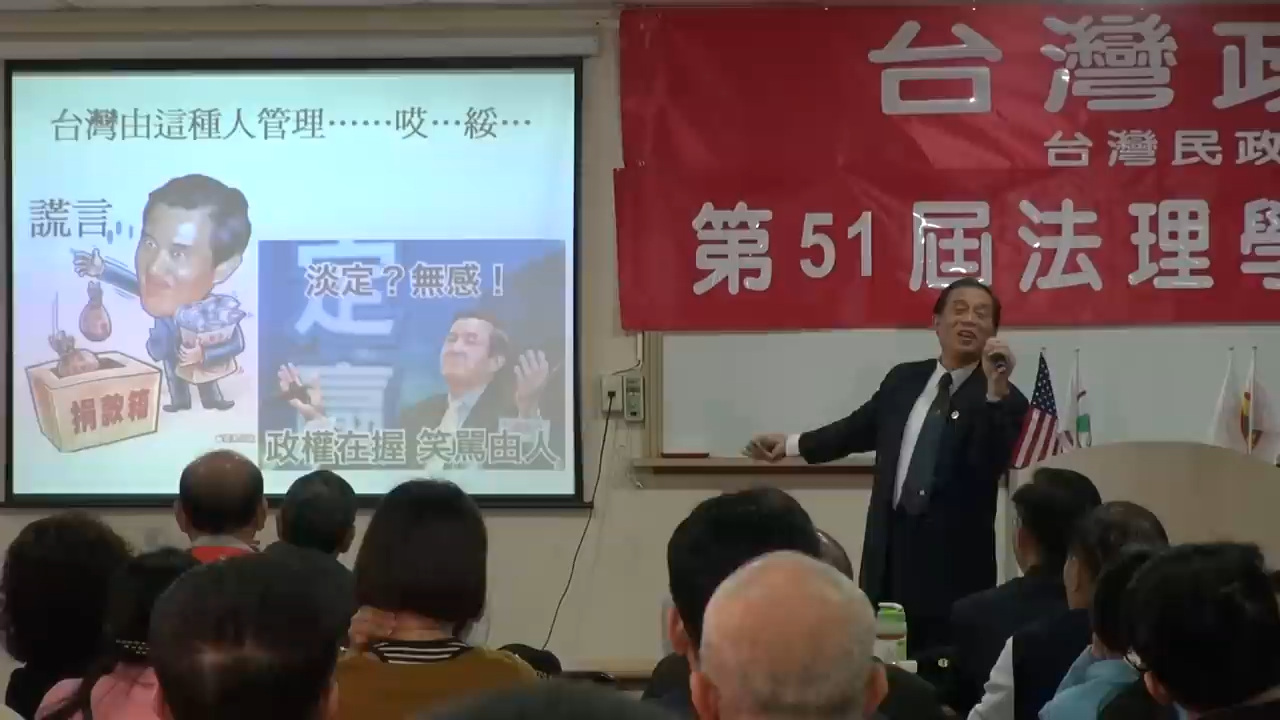 台灣由這種人管理……哎…綏…
謊言
淡定？無感！
捐款箱
政權在握 笑罵由人
台灣政
台灣民政
第51屆法理學